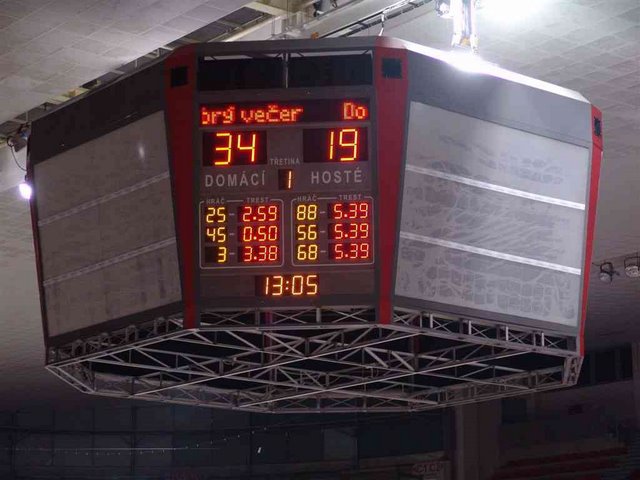 brý večer Do
34 19
TŘETINA
DOMÁCÍ 1 HOSTÉ
HRÁČ TREST HRÁČ TREST
25 2.59 88 5.39
45 0.50 56 5.39
3 3.38 68 5.39
13:05